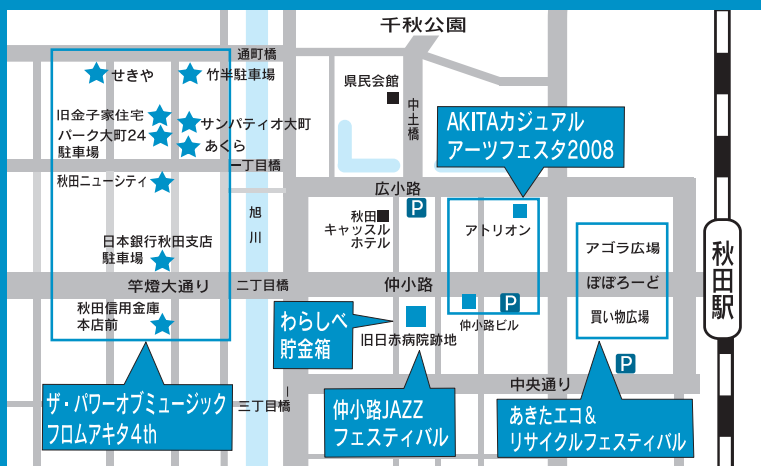 千秋公園
通町橋
せきや
竹半駐車場
県民会館
中土橋
旧金子家住宅
サンパティオ大町
パーク大町24
駐車場
あくら
AKITAカジュアル
アーツフェスタ2008
一丁目橋
秋田ニューシティ
広小路
P
旭川
秋田
キャッスル
ホテル
アトリオン
アゴラ広場
秋田駅
日本銀行秋田支店
駐車場
竿燈大通り
二丁目橋
仲小路
ぽぽろーど
秋田信用金庫
本店前
わらしべ
貯金箱
旧日赤病院跡地
仲小路ビル
P
買い物広場
P
中央通り
三丁目橋
ザ・パワーオブミュージック
フロムアキタ4th
仲小路JAZZ
フェスティバル
あきたエコ&
リサイクルフェスティバル